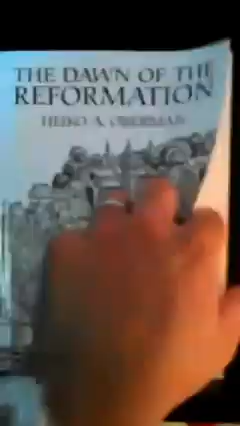 THE DAWN OF THE
REFORMATION
HEIKO A. OBERMAN